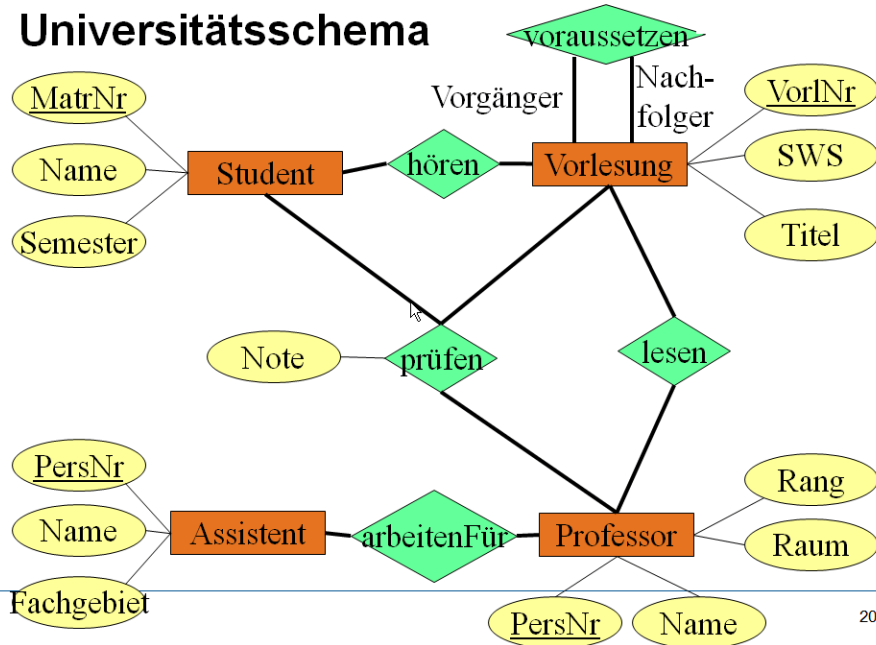 Universitätsschema
voraussetzen
Vorgänger
Nach-
folger
MatrNr
Name
Semester
Student
hören
Vorlesung
VorlNr
SWS
Titel
Note
prüfen
lesen
PersNr
Name
Fachgebiet
Assistent
arbeitenFür
Professor
Rang
Raum
PersNr
Name
20